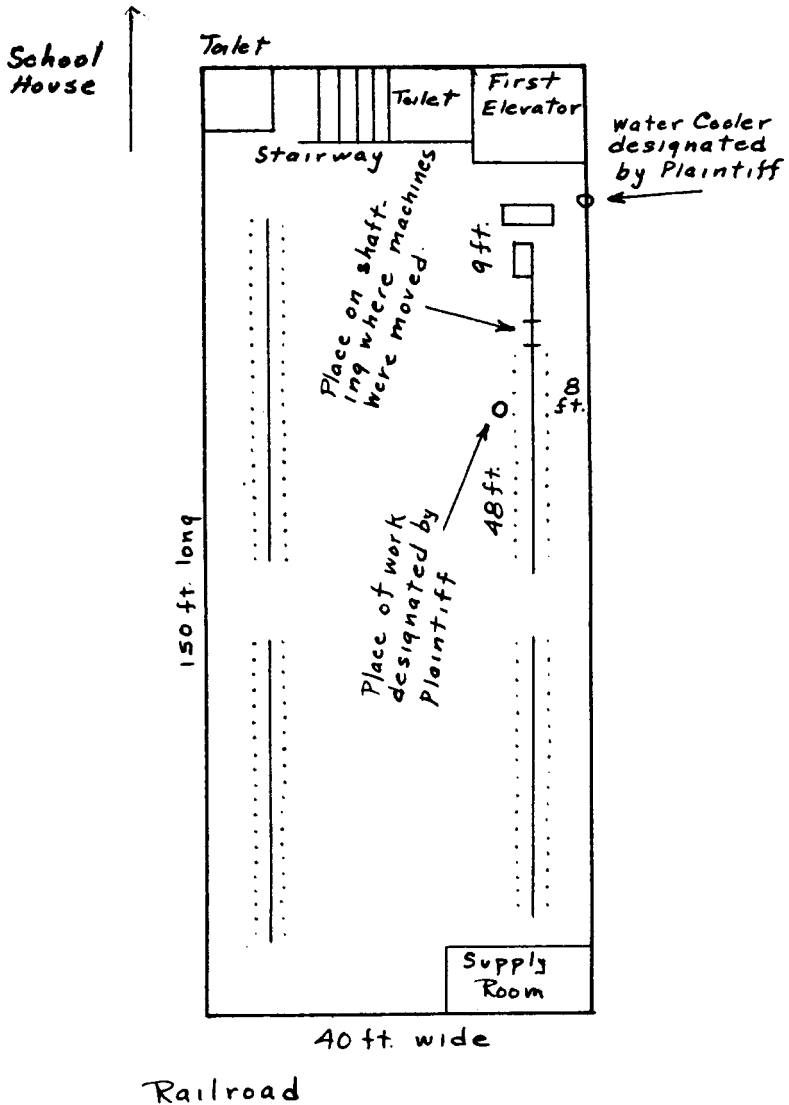 School
House
Toilet
Toilet
First
Elevator
Stairway
Water Cooler
designated
by Plaintiff
Place on shaft-
ing where machines
were moved.
9 ft.
8
ft.
48 ft.
Place of work
designated by
Plaintiff
150 ft. long
Supply
Room
40 ft. wide
Railroad